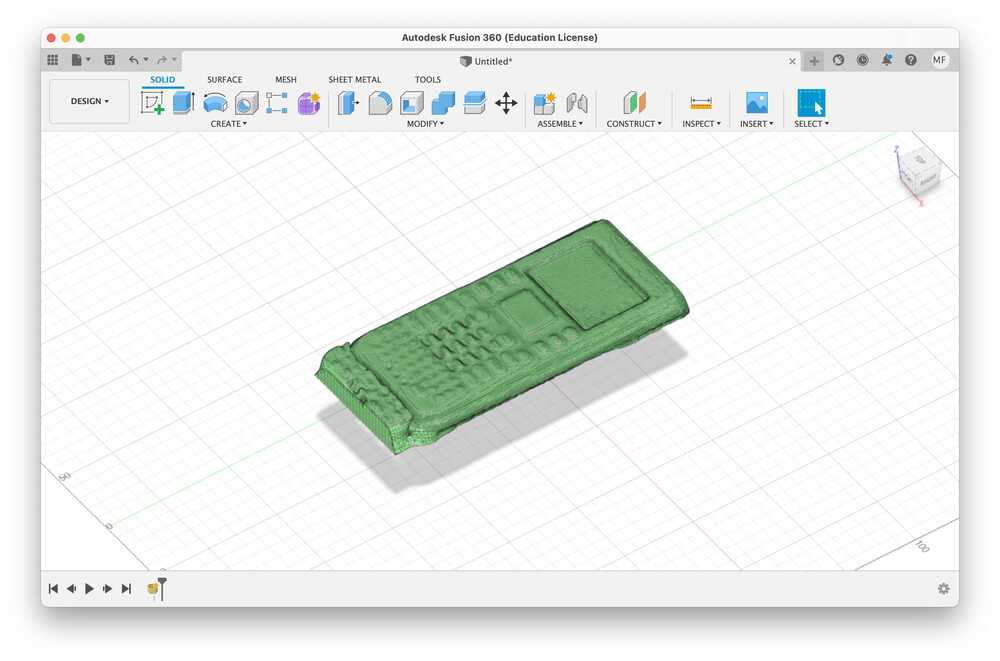 Autodesk Fusion 360 (Education License)
Untitled*
MF
DESIGN
SOLID
SURFACE
MESH
SHEET METAL
TOOLS
CREATE
MODIFY
ASSEMBLE
CONSTRUCT
INSPECT
INSERT
SELECT
Z
X
50
0
100